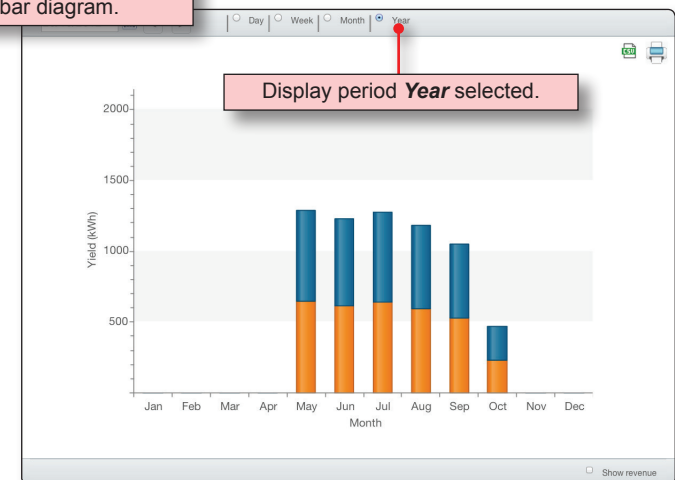 bar diagram.
Day Week Month Year
CSV
Display period Year selected.
2000
1500
1000
500
Yield (kWh)
Jan Feb Mar Apr May Jun Jul Aug Sep Oct Nov Dec
Month
Show revenue